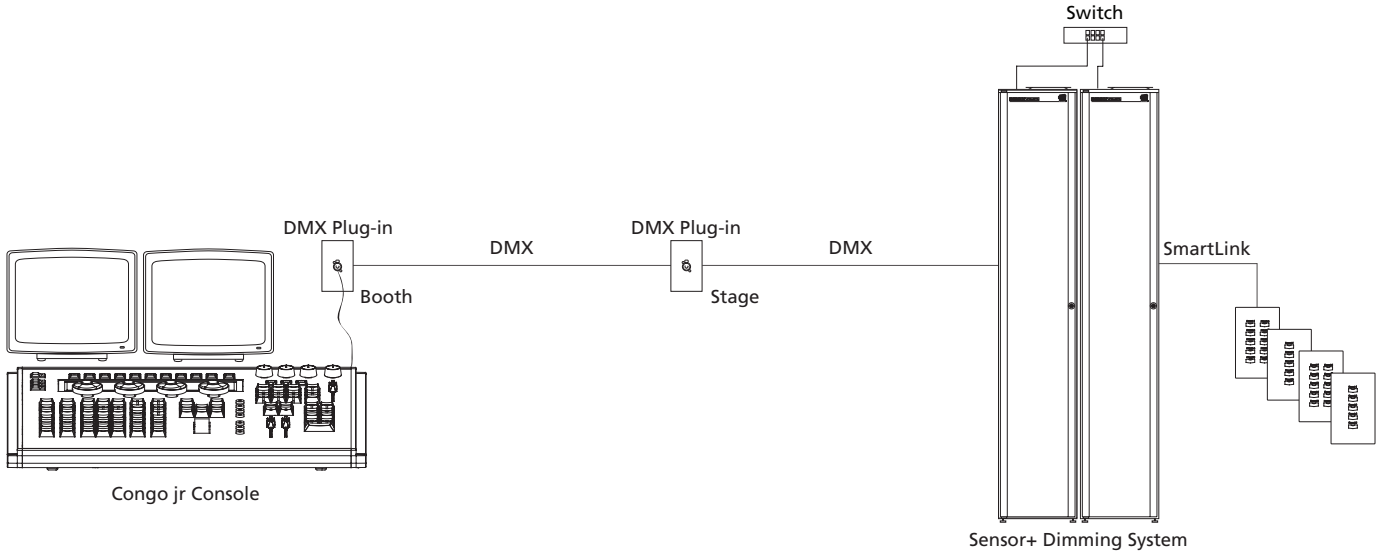 Switch
DMX Plug-in
DMX
DMX Plug-in
DMX
SmartLink
Booth
Stage
Congo jr Console
Sensor+ Dimming System